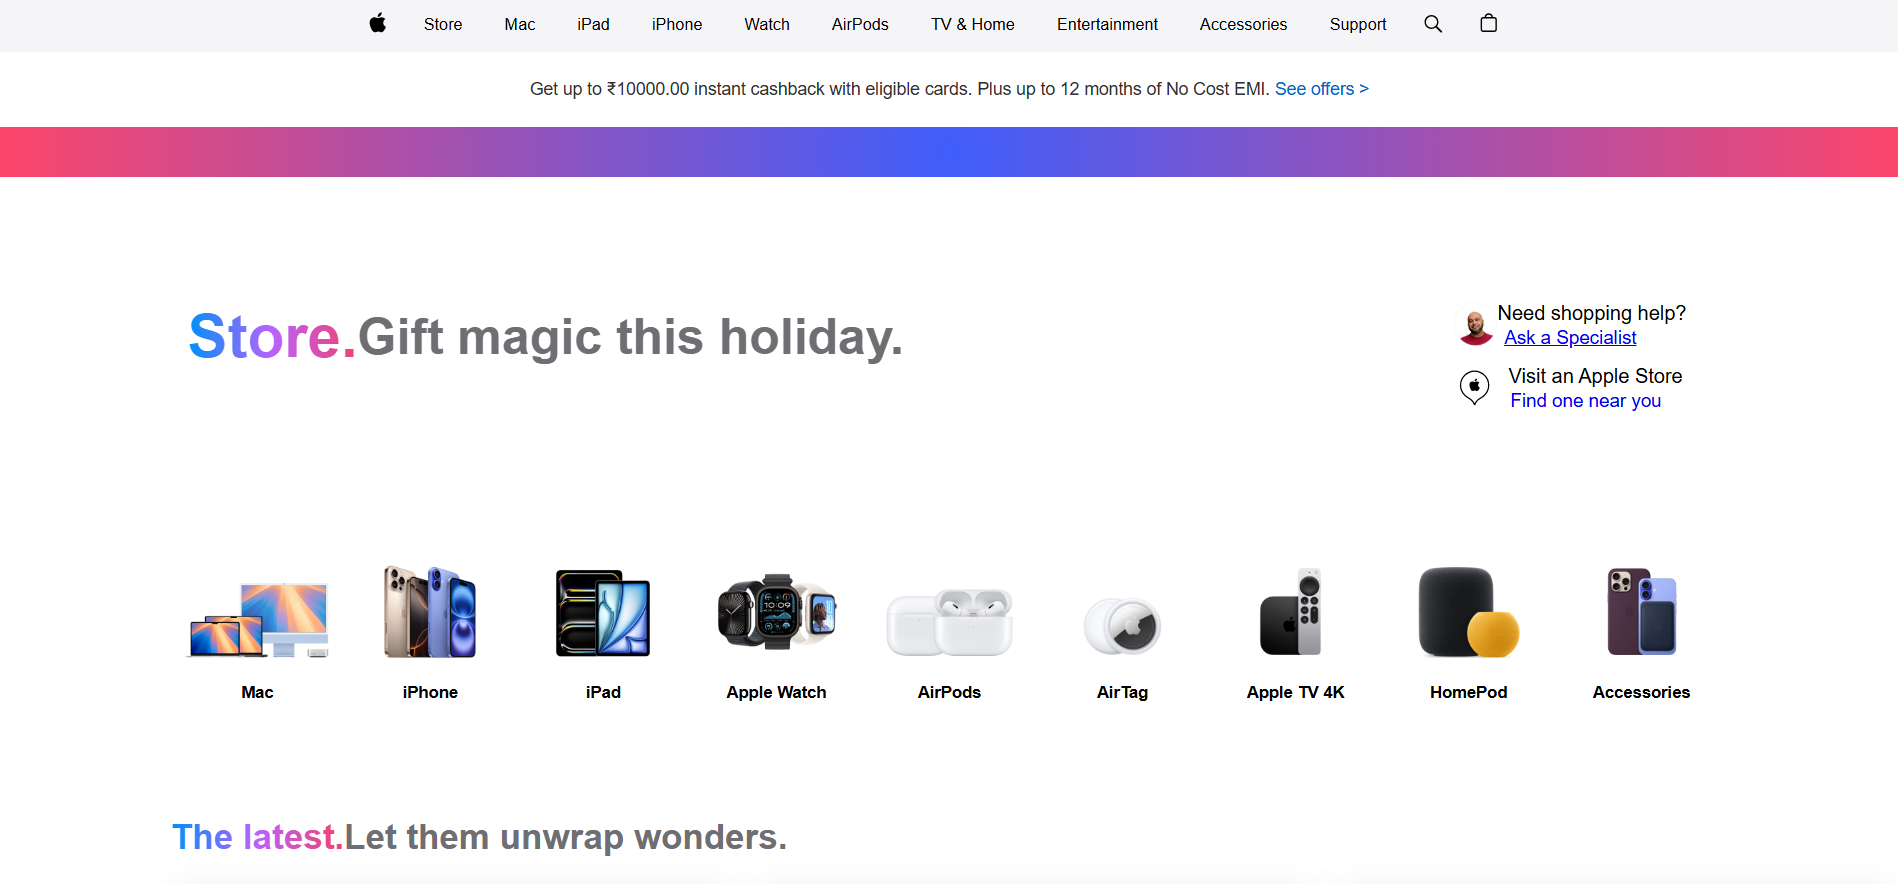 Store Mac iPad iPhone Watch AirPods TV & Home Entertainment Accessories Support
Get up to ₹10000.00 instant cashback with eligible cards. Plus up to 12 months of No Cost EMI. See offers >
Store.Gift magic this holiday.
Need shopping help?
Ask a Specialist
Visit an Apple Store
Find one near you
Mac iPhone iPad Apple Watch AirPods AirTag Apple TV 4K HomePod Accessories
The latest.Let them unwrap wonders.